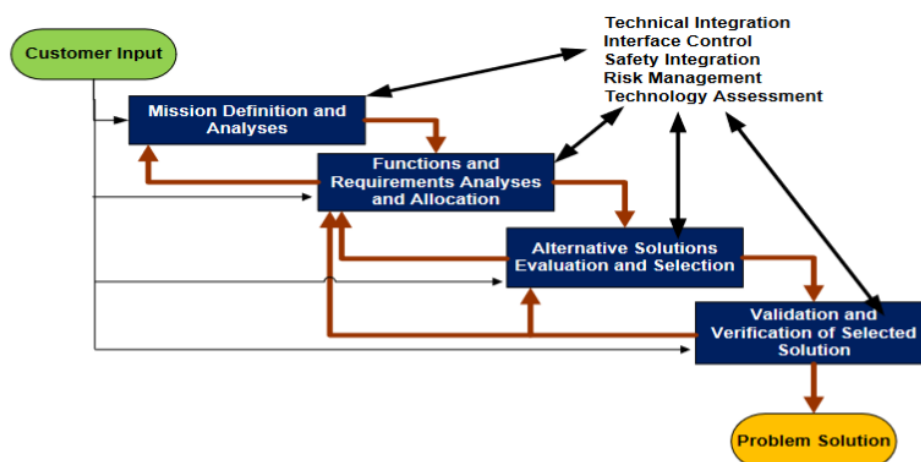 Technical Integration
Interface Control
Safety Integration
Risk Management
Technology Assessment
Customer Input
Mission Definition and
Analyses
Functions and
Requirements Analyses
and Allocation
Alternative Solutions
Evaluation and Selection
Validation and
Verification of Selected
Solution
Problem Solution